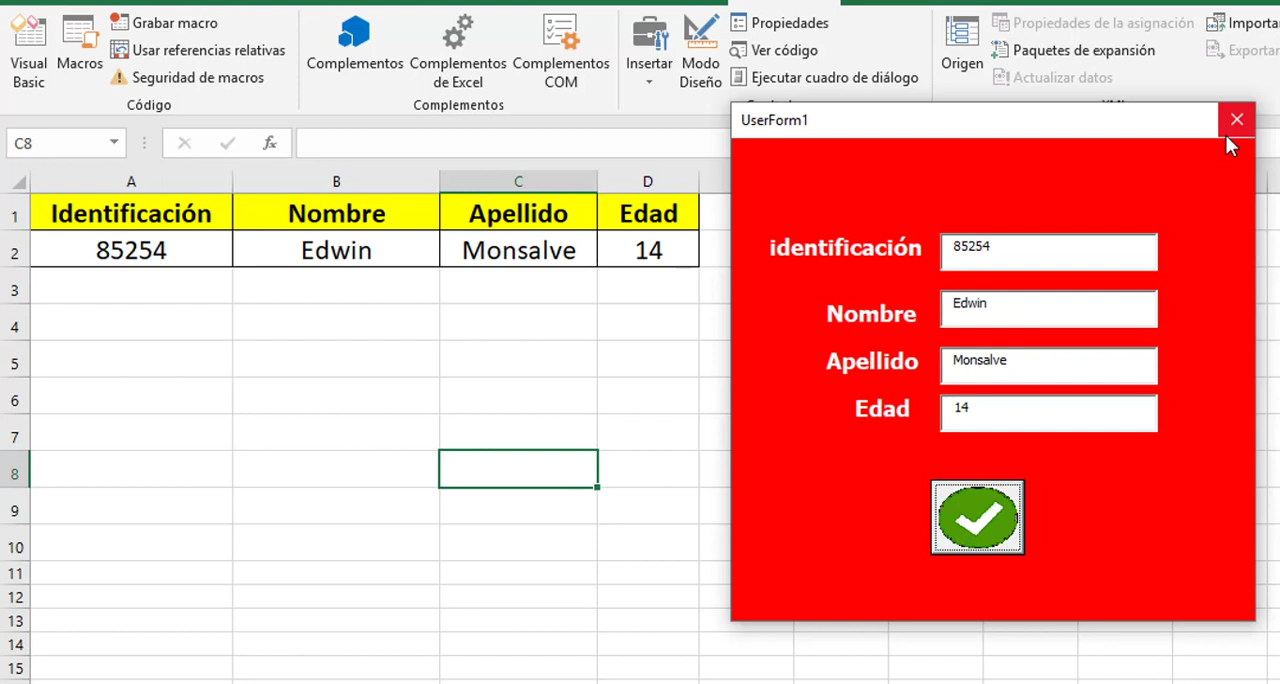 Visual Basic
Macros
Grabar macro
Usar referencias relativas
Seguridad de macros
Código
Complementos
Complementos de Excel
Complementos COM
Complementos
Insertar
Modo Diseño
Propiedades
Ver código
Ejecutar cuadro de diálogo
Origen
Propiedades de la asignación
Paquetes de expansión
Actualizar datos
Importa
Exportar
C8
fx
A B C D
1 Identificación Nombre Apellido Edad
2 85254 Edwin Monsalve 14
3
4
5
6
7
8
9
10
11
12
13
14
15
UserForm1
identificación 85254
Nombre Edwin
Apellido Monsalve
Edad 14